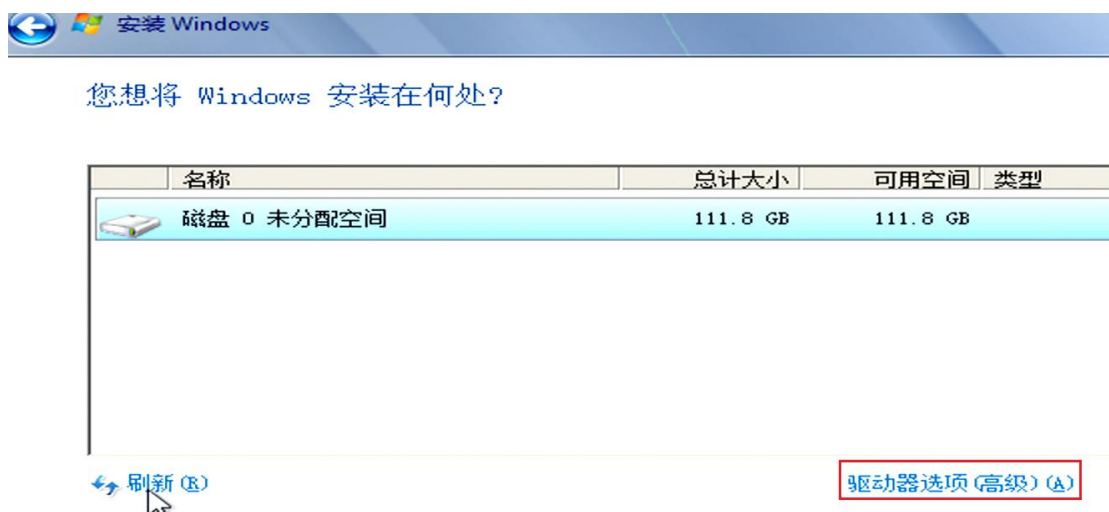 安装 Windows
您想将 Windows 安装在何处?
名称 总计大小 可用空间 类型
磁盘 0 未分配空间 111.8 GB 111.8 GB
刷新(R) 驱动器选项(高级)(A)